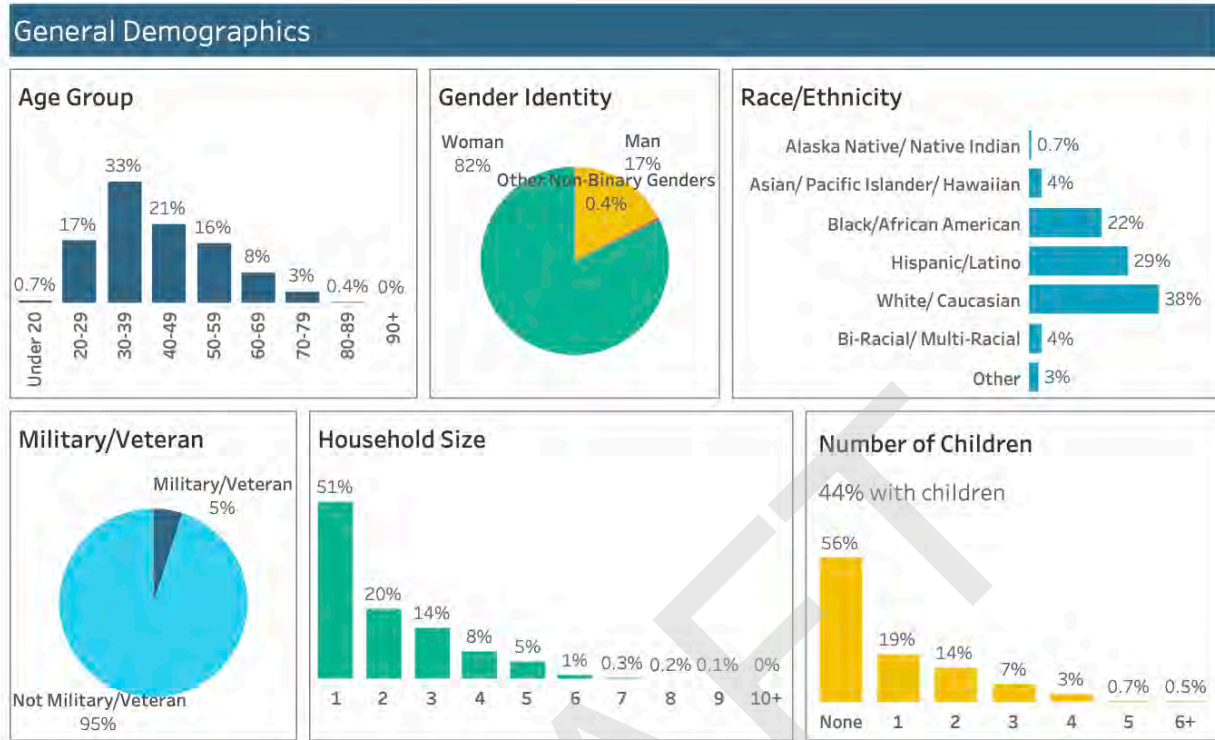 General Demographics
Age Group
33%
21%
17%
16%
8%
3%
0.7%
0.4%
0%
Under 20
20-29
30-39
40-49
50-59
60-69
70-79
80-89
90+
Gender Identity
Woman
82%
Man
17%
Other Non-Binary Genders
0.4%
Race/Ethnicity
Alaska Native/ Native Indian 0.7%
Asian/ Pacific Islander/ Hawaiian 4%
Black/African American 22%
Hispanic/Latino 29%
White/ Caucasian 38%
Bi-Racial/ Multi-Racial 4%
Other 3%
Military/Veteran
Military/Veteran
5%
Not Military/Veteran
95%
Household Size
51%
20%
14%
8%
5%
1% 0.3% 0.2% 0.1% 0%
1 2 3 4 5 6 7 8 9 10+
Number of Children
44% with children
56%
19%
14%
7%
3%
0.7% 0.5%
None 1 2 3 4 5 6+